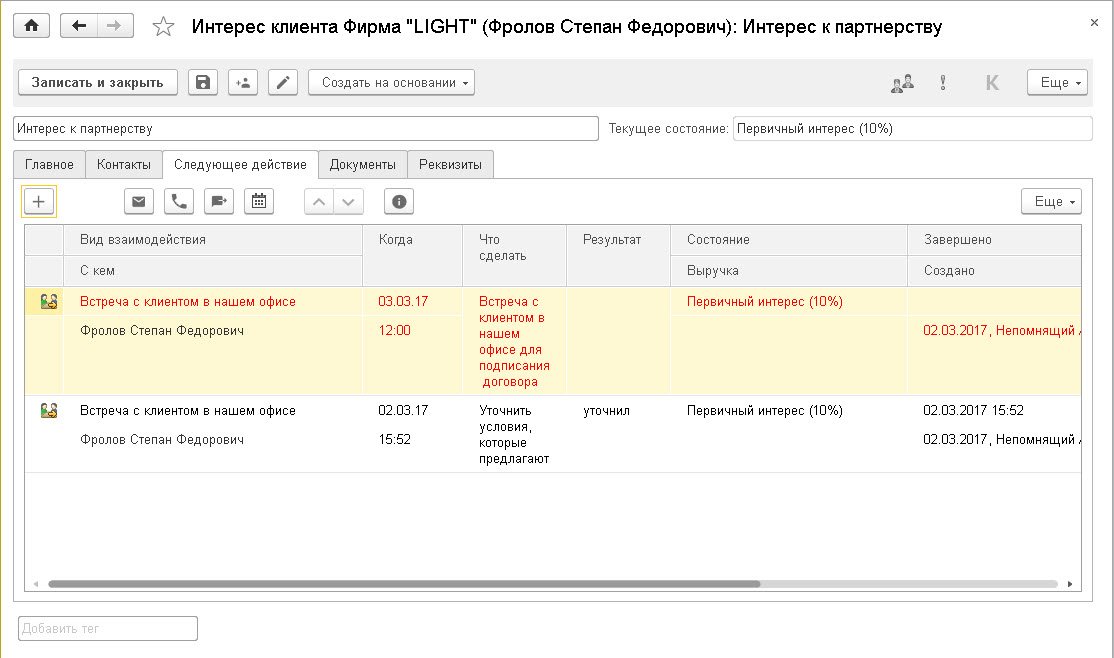 Интерес клиента Фирма "LIGHT" (Фролов Степан Федорович): Интерес к партнерству
Записать и закрыть
Создать на основании
К
Еще
Интерес к партнерству
Текущее состояние:
Первичный интерес (10%)
Главное
Контакты
Следующее действие
Документы
Реквизиты
Еще
Вид взаимодействия
Когда
Что
сделать
Результат
Состояние
Завершено
С кем
Выручка
Создано
Встреча с клиентом в нашем офисе
03.03.17
Встреча с
клиентом в
нашем
офисе для
подписания
договора
Первичный интерес (10%)
Фролов Степан Федорович
12:00
02.03.2017, Непомнящий
Встреча с клиентом в нашем офисе
02.03.17
Уточнить
условия,
которые
предлагают
уточнил
Первичный интерес (10%)
02.03.2017 15:52
Фролов Степан Федорович
15:52
02.03.2017, Непомнящий
Добавить тег